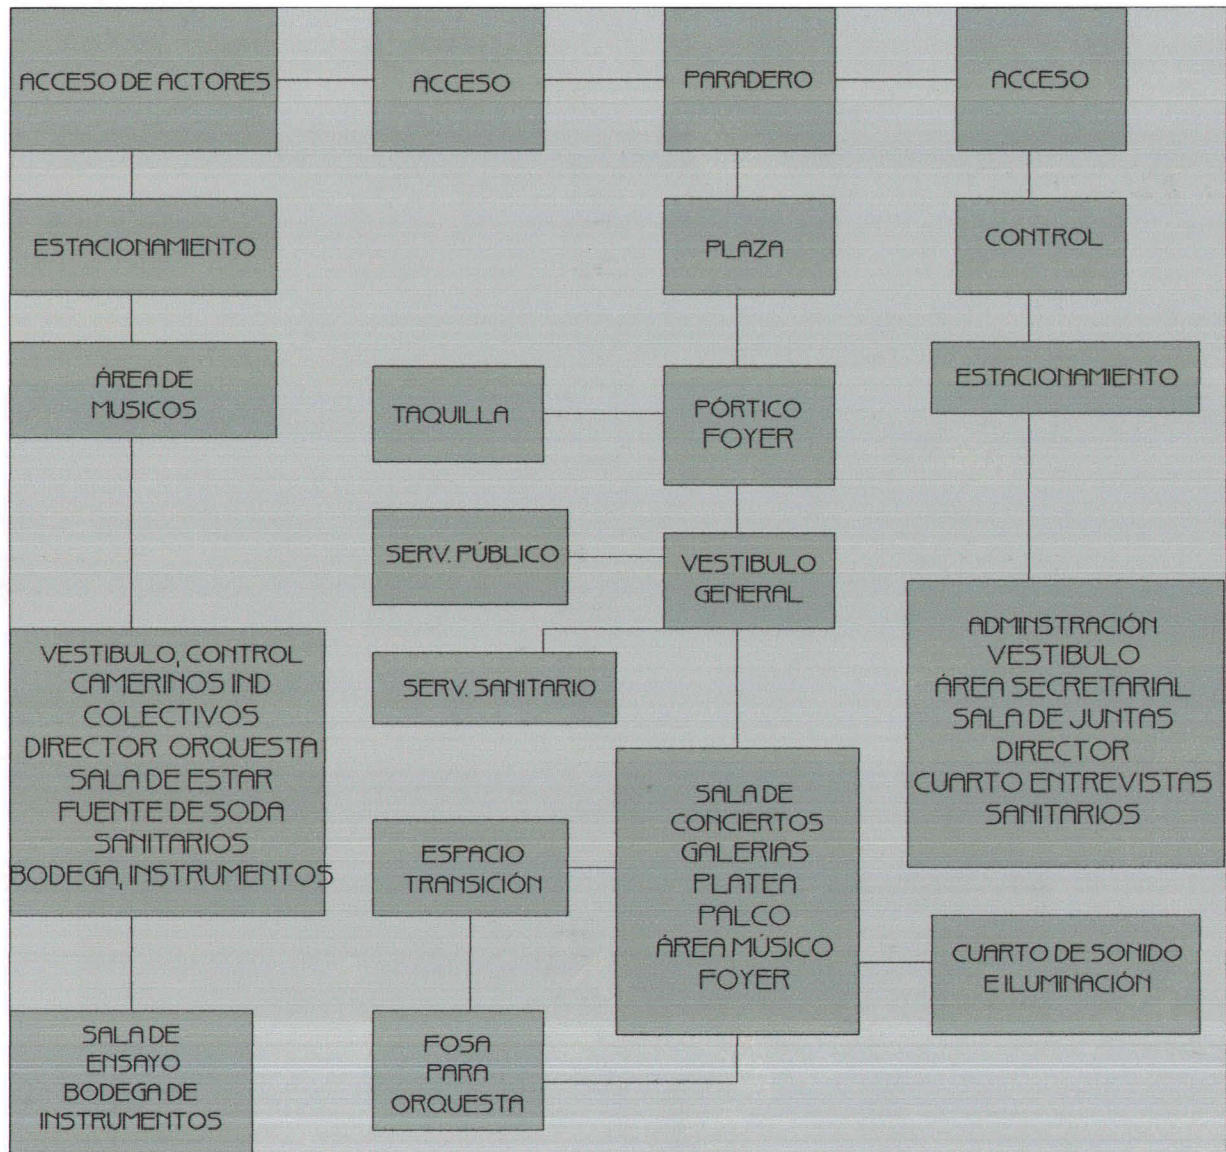 ACCESO DE ACTORES
ACCESO
PARADERO
ACCESO
ESTACIONAMIENTO
PLAZA
CONTROL
ÁREA DE
MUSICOS
TAQUILLA
PÓRTICO
FOYER
ESTACIONAMIENTO
SERV. PÚBLICO
VESTIBULO
GENERAL
VESTIBULO, CONTROL
CAMERINOS IND
COLECTIVOS
DIRECTOR ORQUESTA
SALA DE ESTAR
FUENTE DE SODA
SANITARIOS
BODEGA, INSTRUMENTOS
SERV. SANITARIO
ADMINSTRACIÓN
VESTIBULO
ÁREA SECRETARIAL
SALA DE JUNTAS
DIRECTOR
CUARTO ENTREVISTAS
SANITARIOS
ESPACIO
TRANSICIÓN
SALA DE
CONCIERTOS
GALERIAS
PLATEA
PALCO
ÁREA MÚSICO
FOYER
CUARTO DE SONIDO
E ILUMINACIÓN
SALA DE
ENSAYO
BODEGA DE
INSTRUMENTOS
FOSA
PARA
ORQUESTA